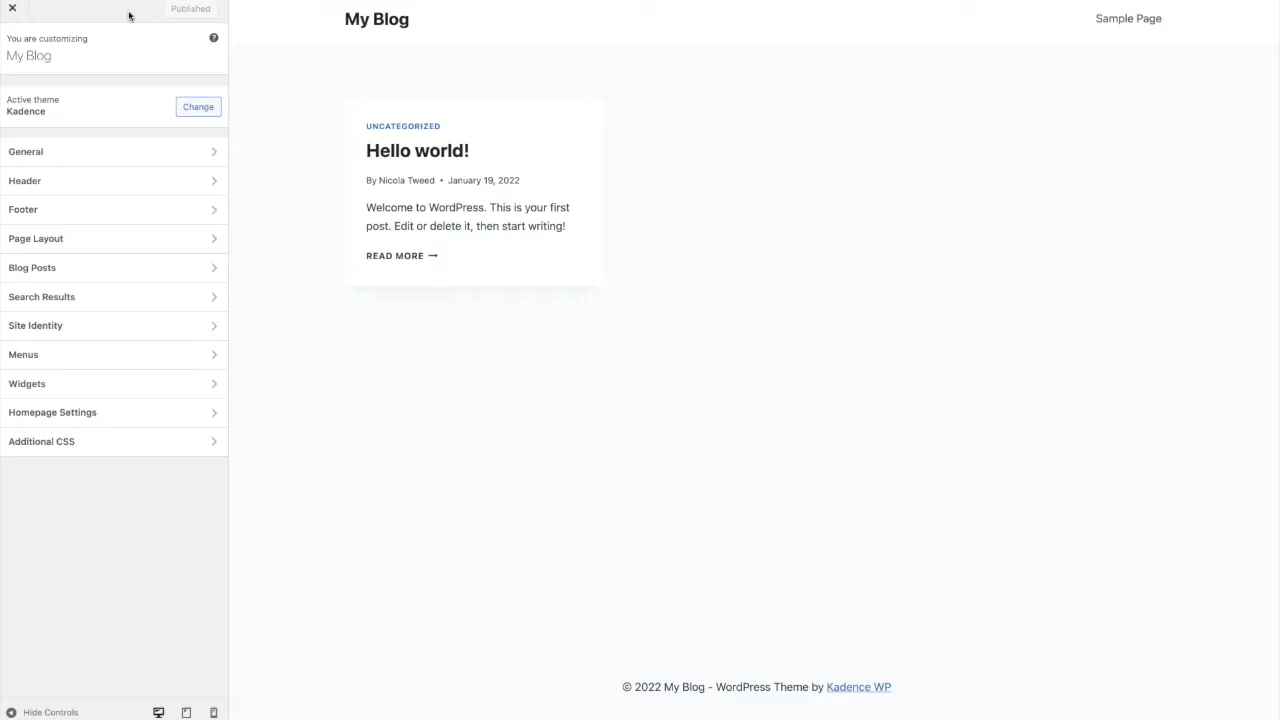 Published
You are customizing
My Blog
Active theme
Kadence
Change
General
Header
Footer
Page Layout
Blog Posts
Search Results
Site Identity
Menus
Widgets
Homepage Settings
Additional CSS
Hide Controls
My Blog
Sample Page
UNCATEGORIZED
Hello world!
By Nicola Tweed • January 19, 2022
Welcome to WordPress. This is your first
post. Edit or delete it, then start writing!
READ MORE →
© 2022 My Blog - WordPress Theme by Kadence WP